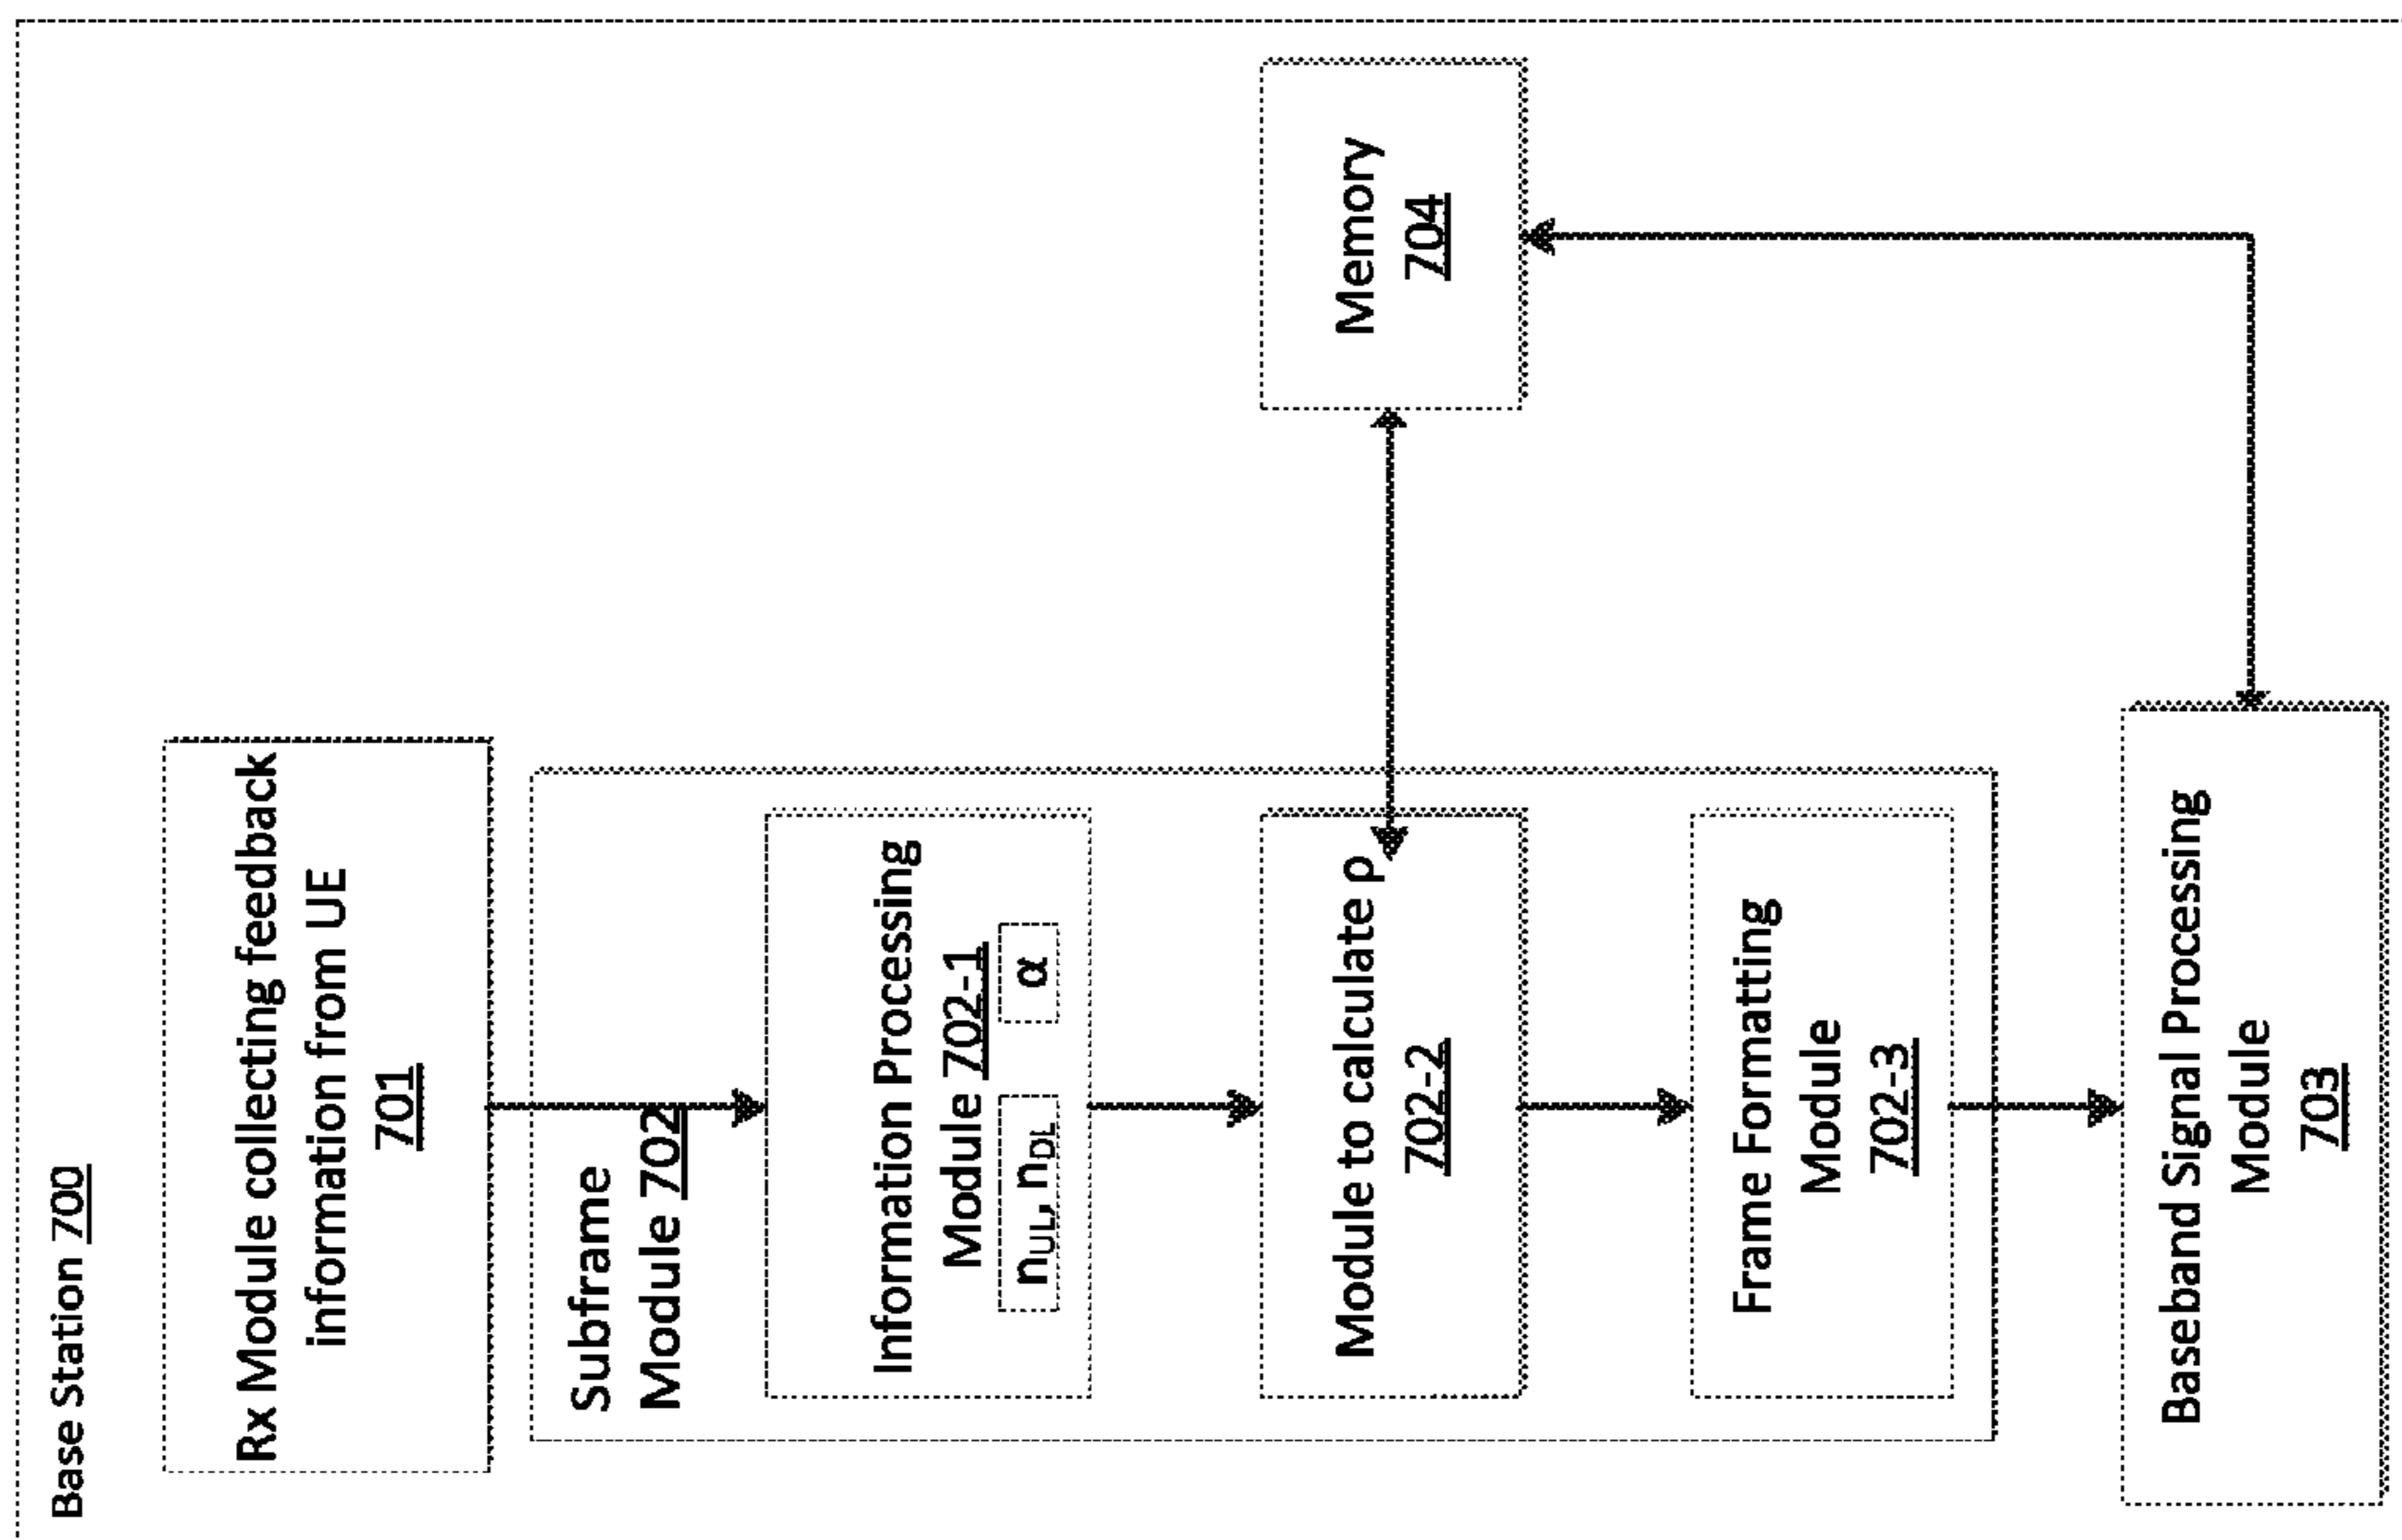 Base Station 700
Rx Module collecting feedback
information from UE
701
Subframe
Module 702
Information Processing
Module 702-1
nUL, nDL
α
Module to calculate ρ
702-2
Frame Formatting
Module
702-3
Baseband Signal Processing
Module
703
Memory
704